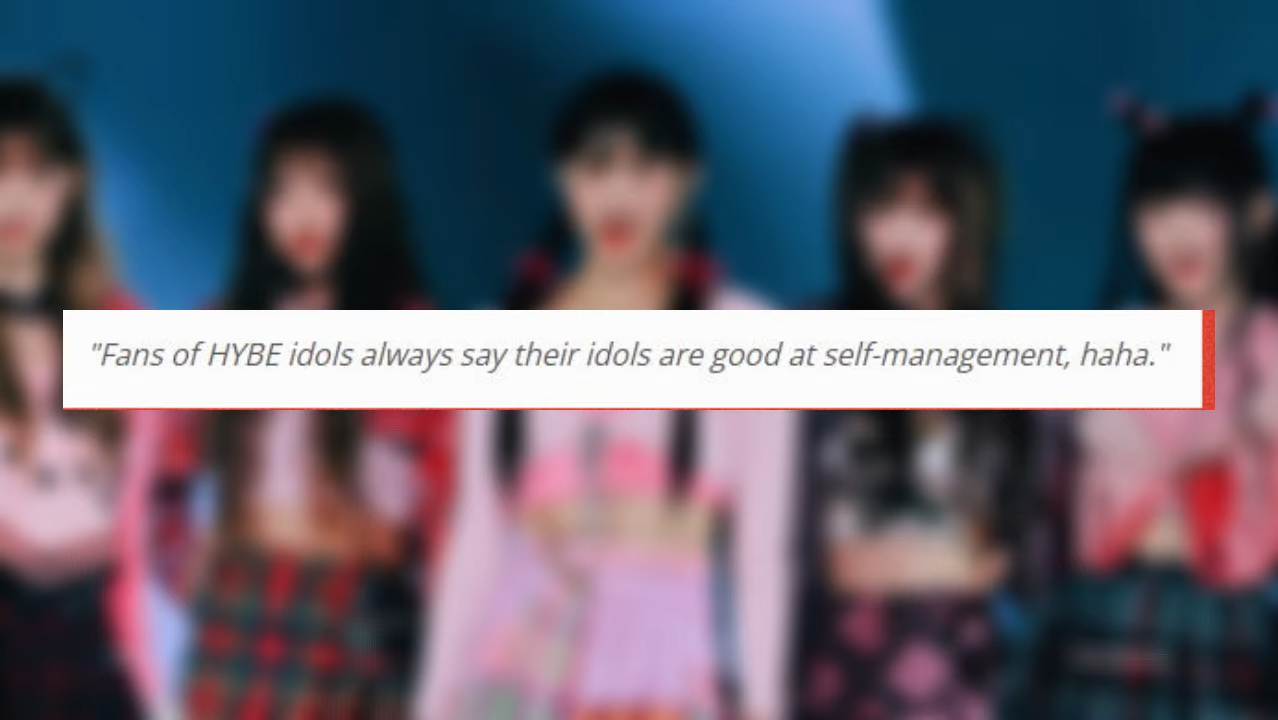 "Fans of HYBE idols always say their idols are good at self-management, haha."